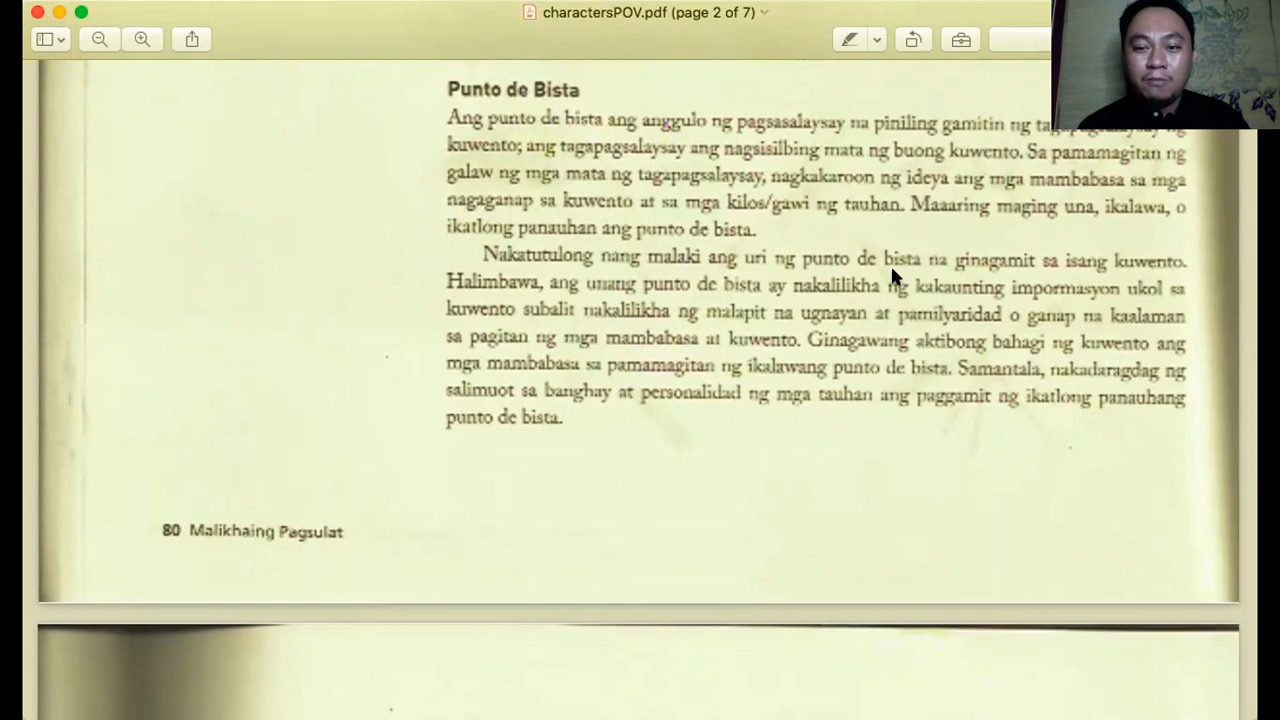 charactersPOV.pdf (page 2 of 7)
Punto de Bista
Ang punto de bista ang anggulo ng pagsasalaysay na piniling gamitin ng
kuwento; ang tagapagsalaysay ang nagsisilbing mata ng buong kuwento. Sa pamamagitan ng
galaw ng mga mata ng tagapagsalaysay, nagkakaroon ng ideya ang mga mambabasa sa mga
nagaganap sa kuwento at sa mga kilos/gawi ng tauhan. Maaaring maging una, ikalawa, o
ikatlong panauhan ang punto de bista.
Nakatutulong nang malaki ang uri ng punto de bista na ginagamit sa isang kuwento.
Halimbawa, ang unang punto de bista ay nakalilikha ng kakaunting impormasyon ukol sa
kuwento subalit nakalilikha ng malapit na ugnayan at pamilyaridad o ganap na kaalaman
sa pagitan ng mga mambabasa at kuwento. Ginagawang aktibong bahagi ng kuwento ang
mga mambabasa sa pamamagitan ng ikalawang punto de bista. Samantala, nakadaragdag ng
salimuot sa banghay at personalidad ng mga tauhan ang paggamit ng ikatlong panauhang
punto de bista.
80 Malikhaing Pagsulat